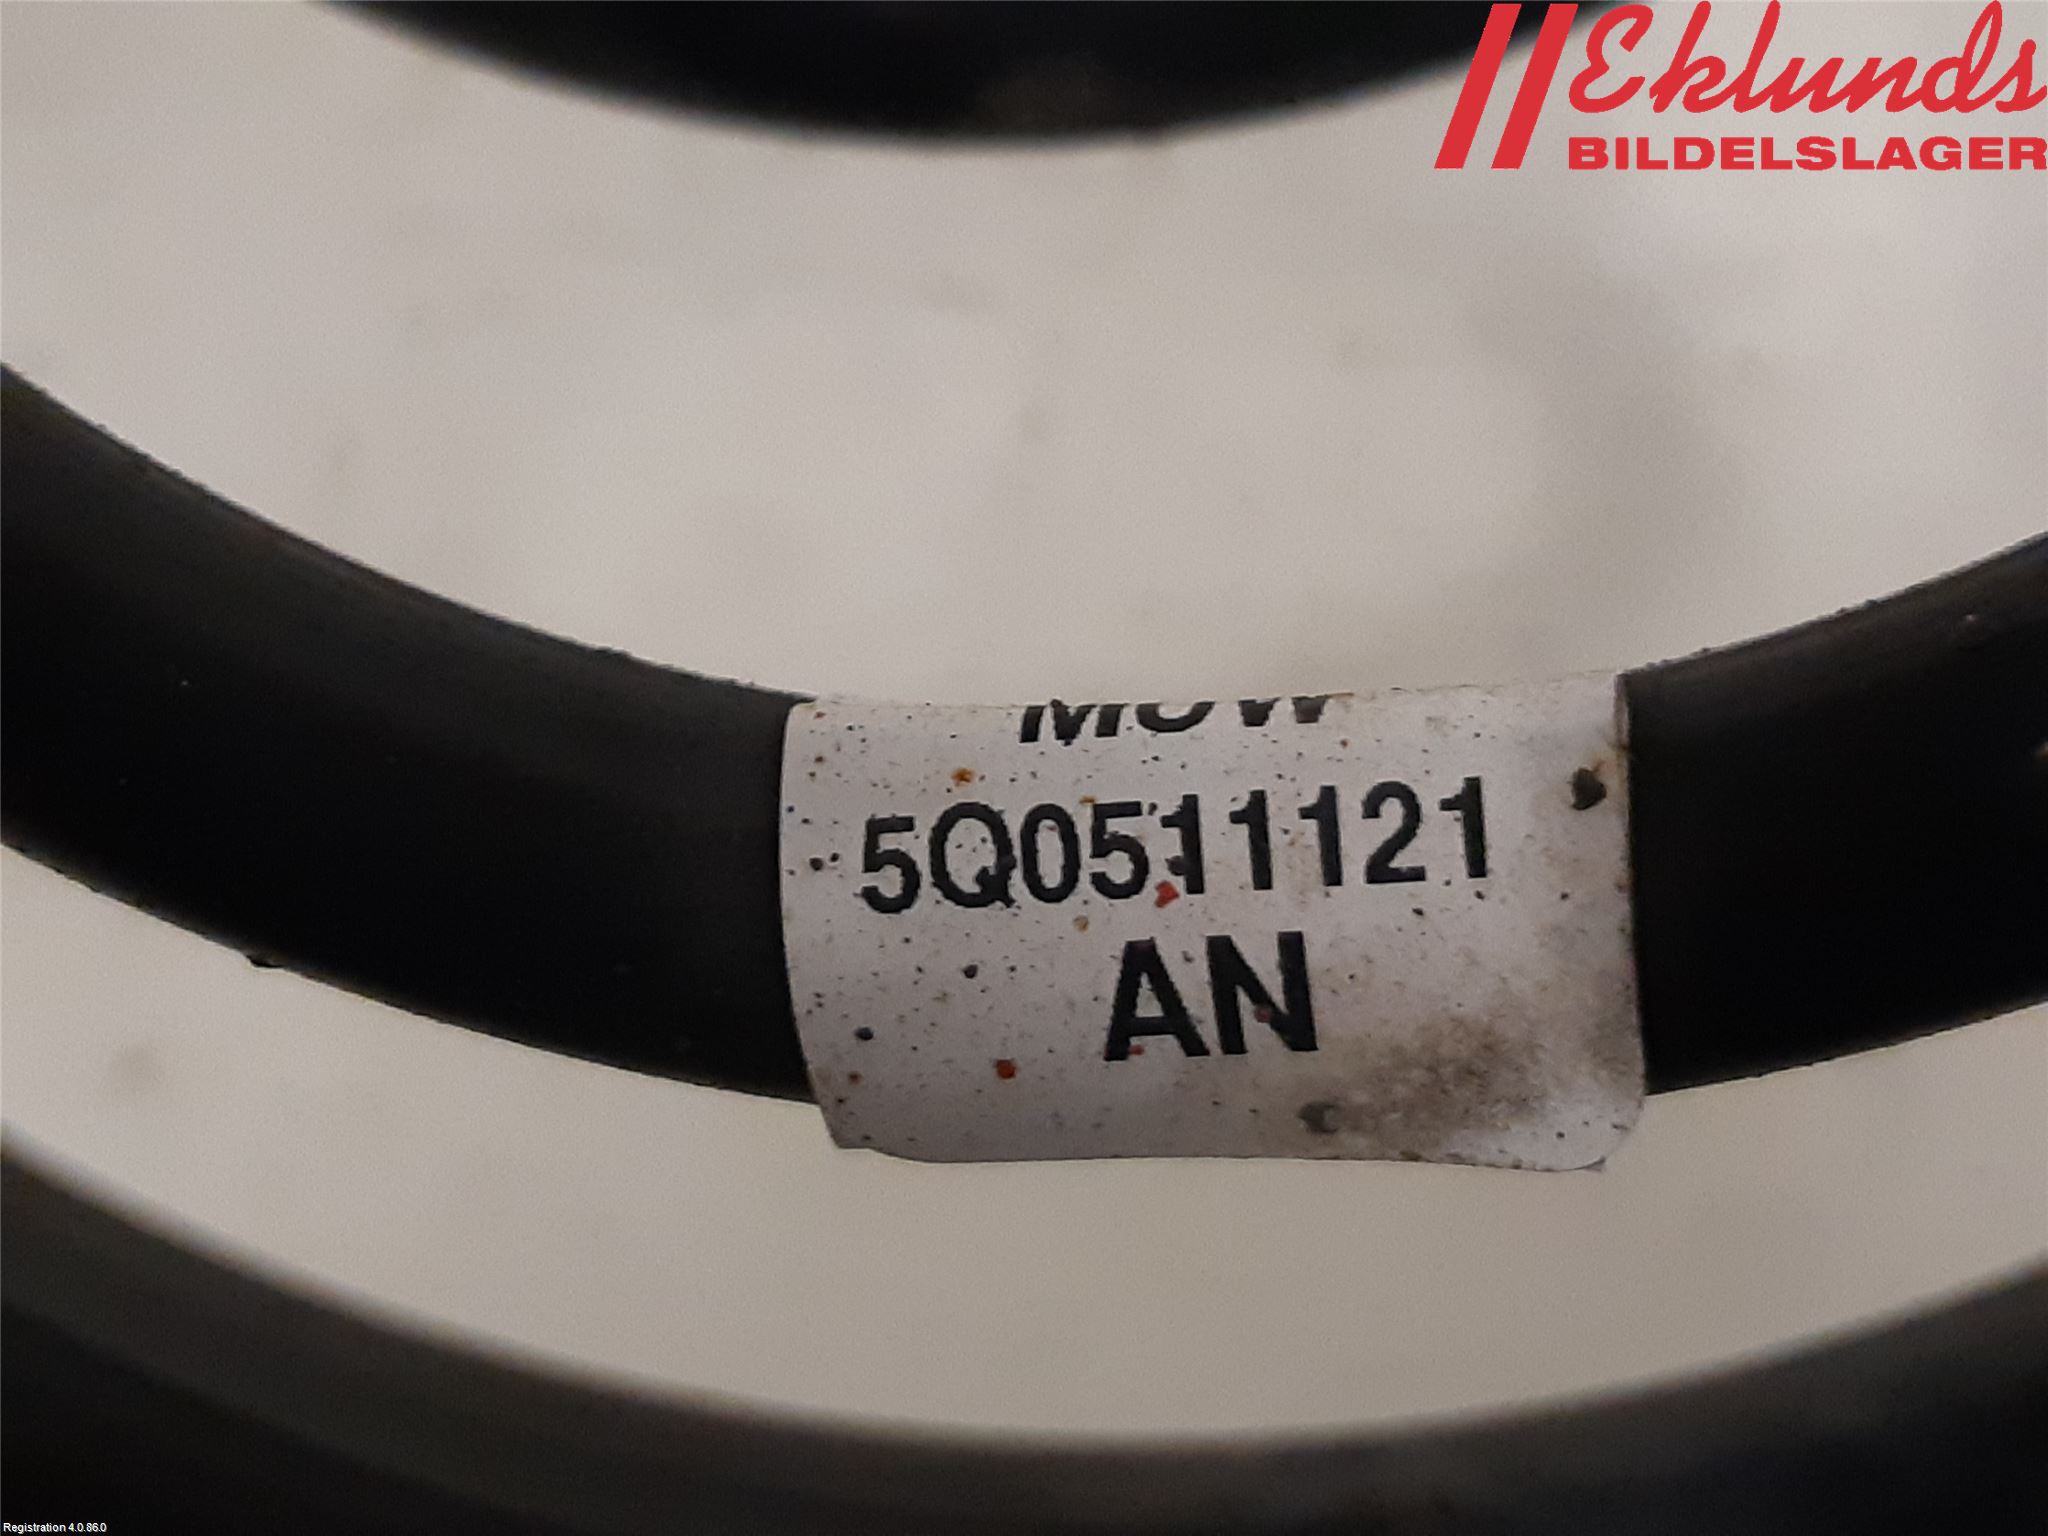 Eklunds
BILDELSLAGER
5Q0511121
AN
Registration 4.0.86.0